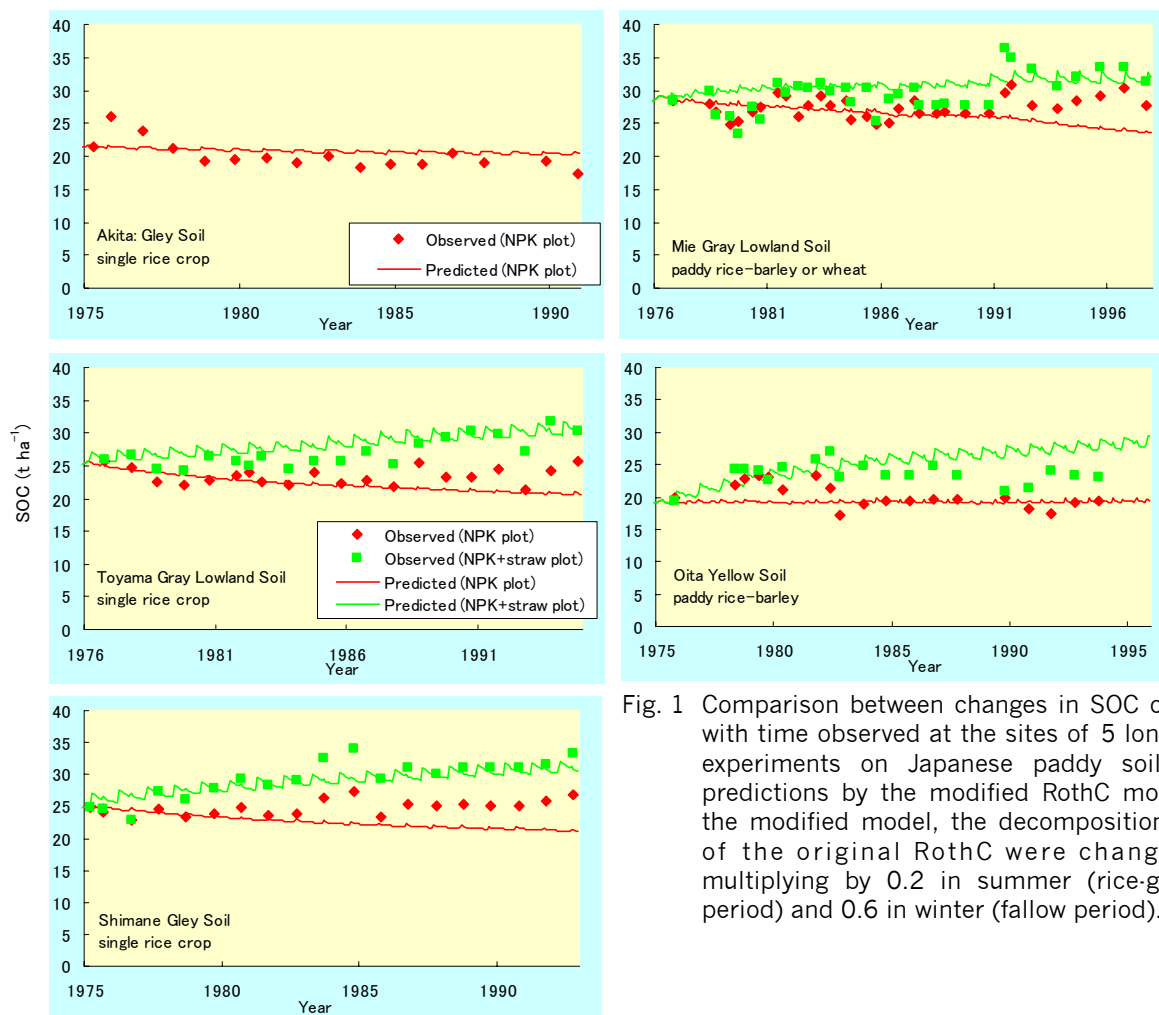 SOC (t ha⁻¹)
40
35
30
25
20
15
10
5
0
Akita: Gley Soil
single rice crop
Observed (NPK plot)
Predicted (NPK plot)
1975 1980 1985 1990
Year
40
35
30
25
20
15
10
5
0
Mie Gray Lowland Soil
paddy rice-barley or wheat
1976 1981 1986 1991 1996
Year
40
35
30
25
20
15
10
5
0
Toyama Gray Lowland Soil
single rice crop
Observed (NPK plot)
Observed (NPK+straw plot)
Predicted (NPK plot)
Predicted (NPK+straw plot)
1976 1981 1986 1991
Year
40
35
30
25
20
15
10
5
0
Oita Yellow Soil
paddy rice-barley
1975 1980 1985 1990 1995
Year
40
35
30
25
20
15
10
5
0
Shimane Gley Soil
single rice crop
1975 1980 1985 1990
Year
Fig. 1 Comparison between changes in SOC
with time observed at the sites of 5
experiments on Japanese paddy
predictions by the modified RothC
the modified model, the decomposition
of the original RothC were
multiplying by 0.2 in summer
period) and 0.6 in winter (fallow period).